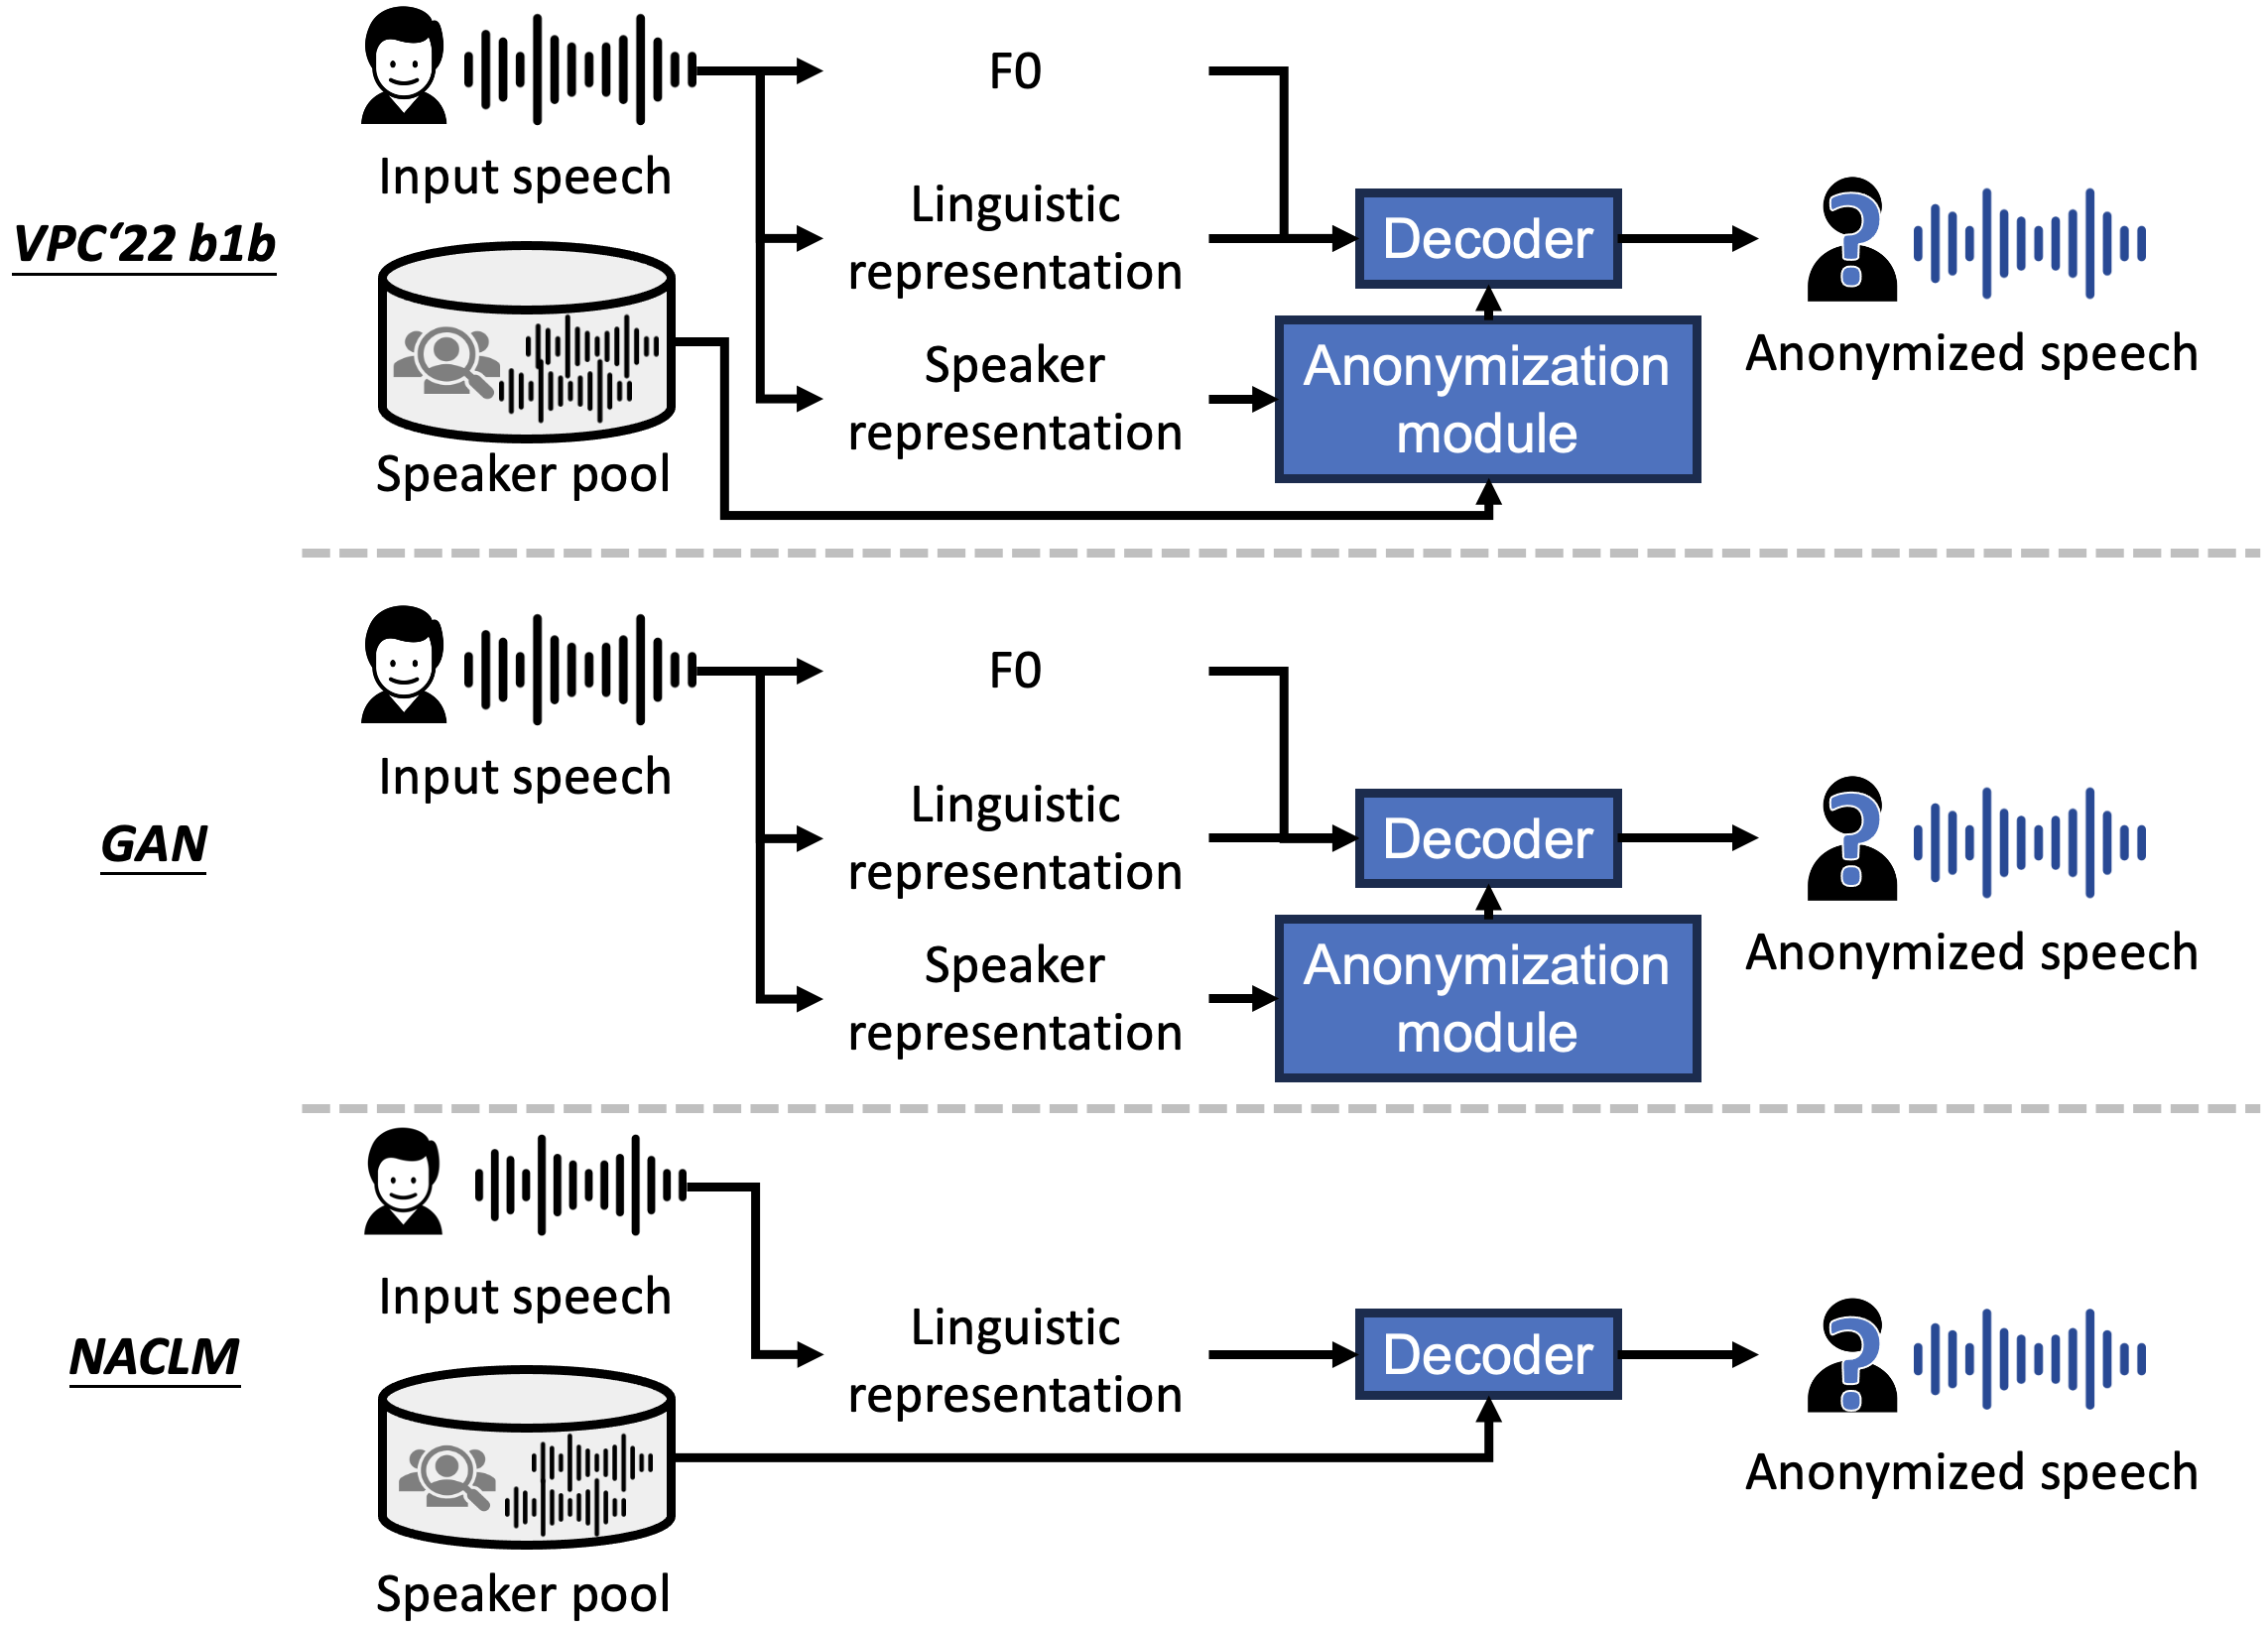 VPC‘22 b1b
Input speech
Speaker pool
F0
Linguistic
representation
Speaker
representation
Decoder
Anonymization
module
Anonymized speech
GAN
Input speech
F0
Linguistic
representation
Speaker
representation
Decoder
Anonymization
module
Anonymized speech
NACLM
Input speech
Speaker pool
Linguistic
representation
Decoder
Anonymized speech